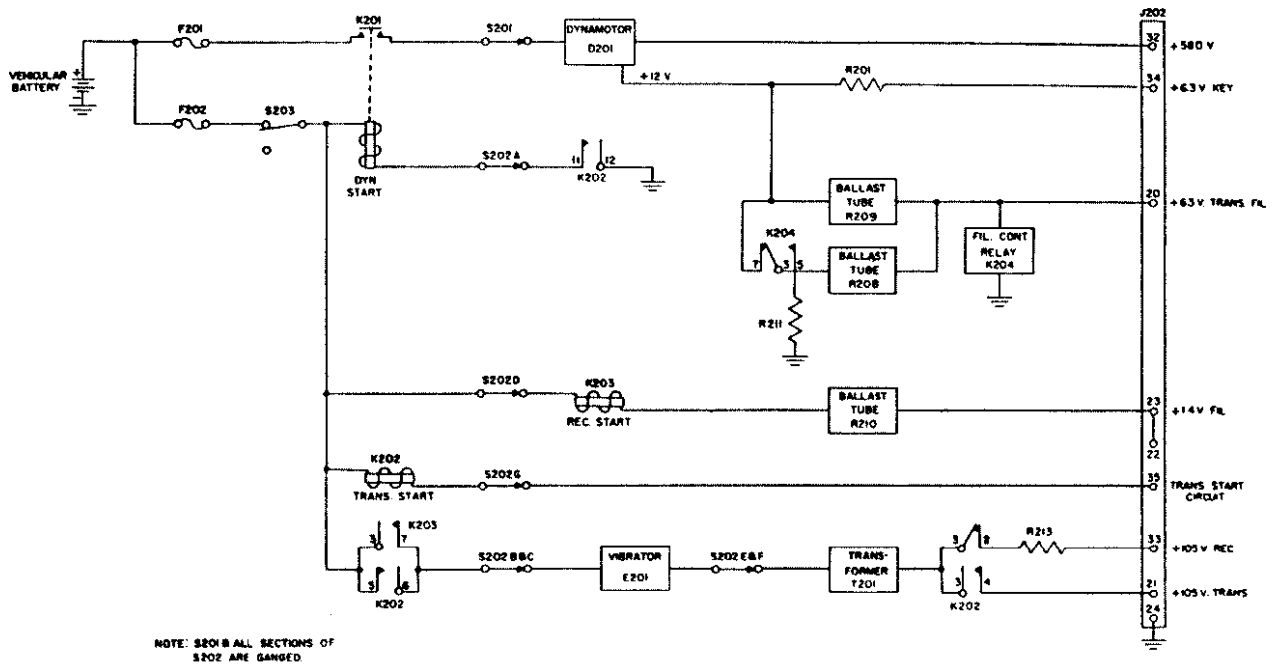 J202
K201
F201
S201
DYNAMOTOR
D201
32
+580 V
VEHICULAR
BATTERY
+
-
+12 V
R201
34
+6.3 V KEY
F202
S203
S202A
11
12
K202
DYN
START
BALLAST
TUBE
R209
20
+6.3 V. TRANS. FIL
K204
7
3
5
BALLAST
TUBE
R208
FIL. CONT
RELAY
K204
R211
S202D
K203
REC. START
BALLAST
TUBE
R210
23
+1.4 V FIL
22
K202
TRANS. START
S202G
35
TRANS START
CIRCUIT
K203
7
5
6
K202
S202 B&C
VIBRATOR
E201
S202 E&F
TRANS-
FORMER
T201
R213
33
+105 V REC
3
4
K202
21
+105 V. TRANS
24
NOTE: S201 & ALL SECTIONS OF
S202 ARE GANGED.